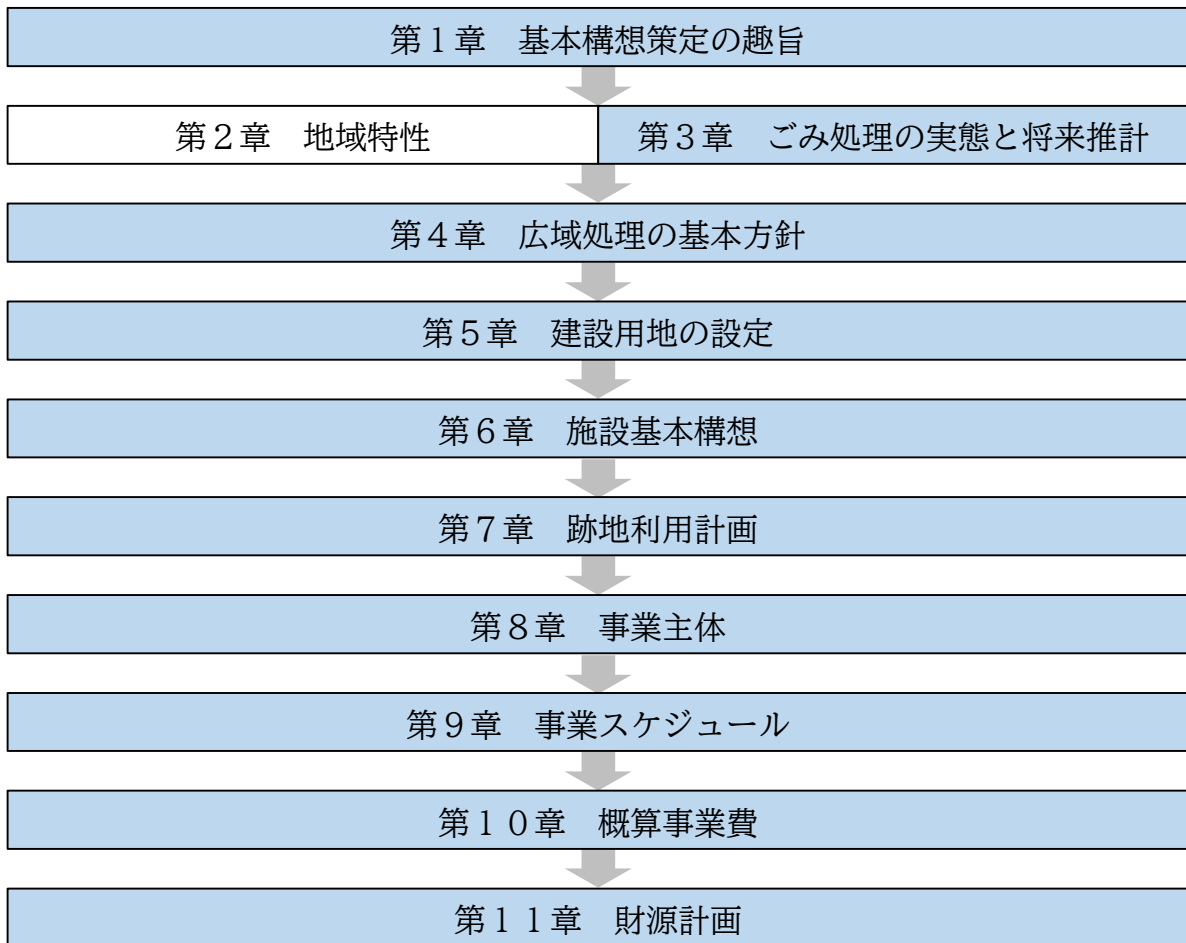 第１章　基本構想策定の趣旨
第２章　地域特性
第３章　ごみ処理の実態と将来推計
第４章　広域処理の基本方針
第５章　建設用地の設定
第６章　施設基本構想
第７章　跡地利用計画
第８章　事業主体
第９章　事業スケジュール
第１０章　概算事業費
第１１章　財源計画